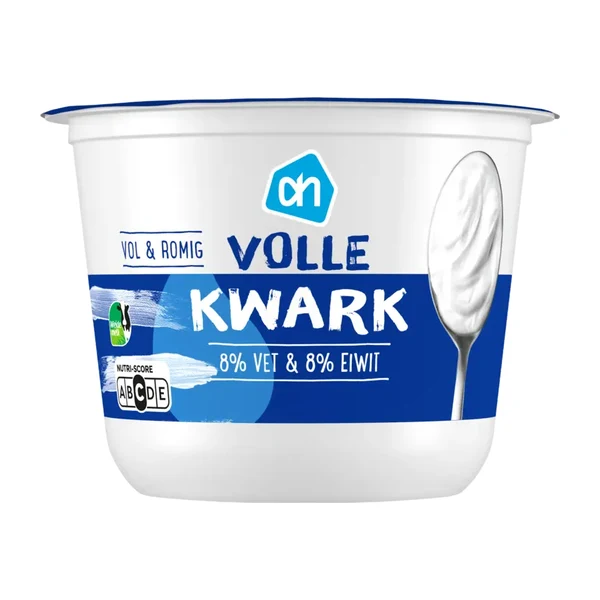 ah
VOL & ROMIG
VOLLE
KWARK
8% VET & 8% EIWIT
NUTRI-SCORE
A B C D E